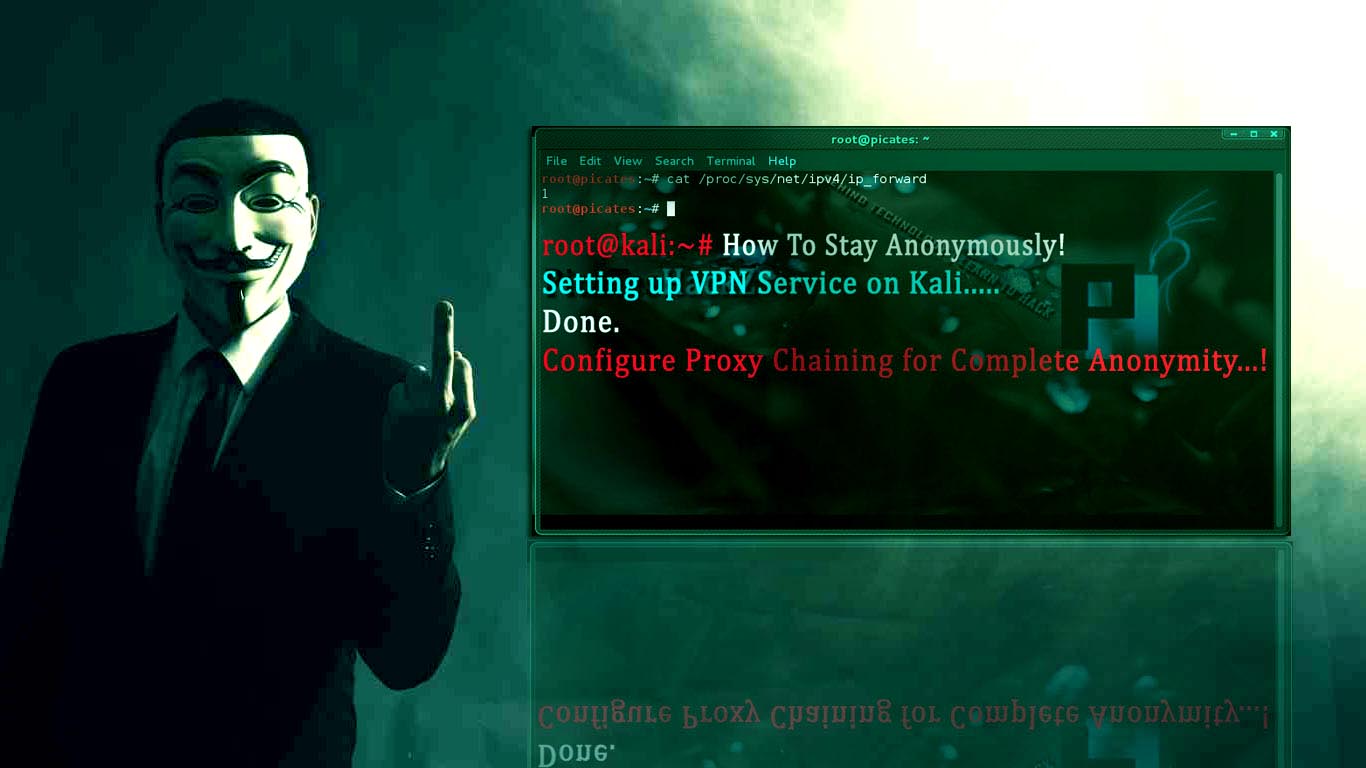 root@picates: ~
File Edit View Search Terminal Help
root@picates:~# cat /proc/sys/net/ipv4/ip_forward
1
root@picates:~#
root@kali:~# How To Stay Anonymously!
Setting up VPN Service on Kali.....
Done.
Configure Proxy Chaining for Complete Anonymity...!
Configure Proxy Chaining for Complete Anonymity...!
Done.